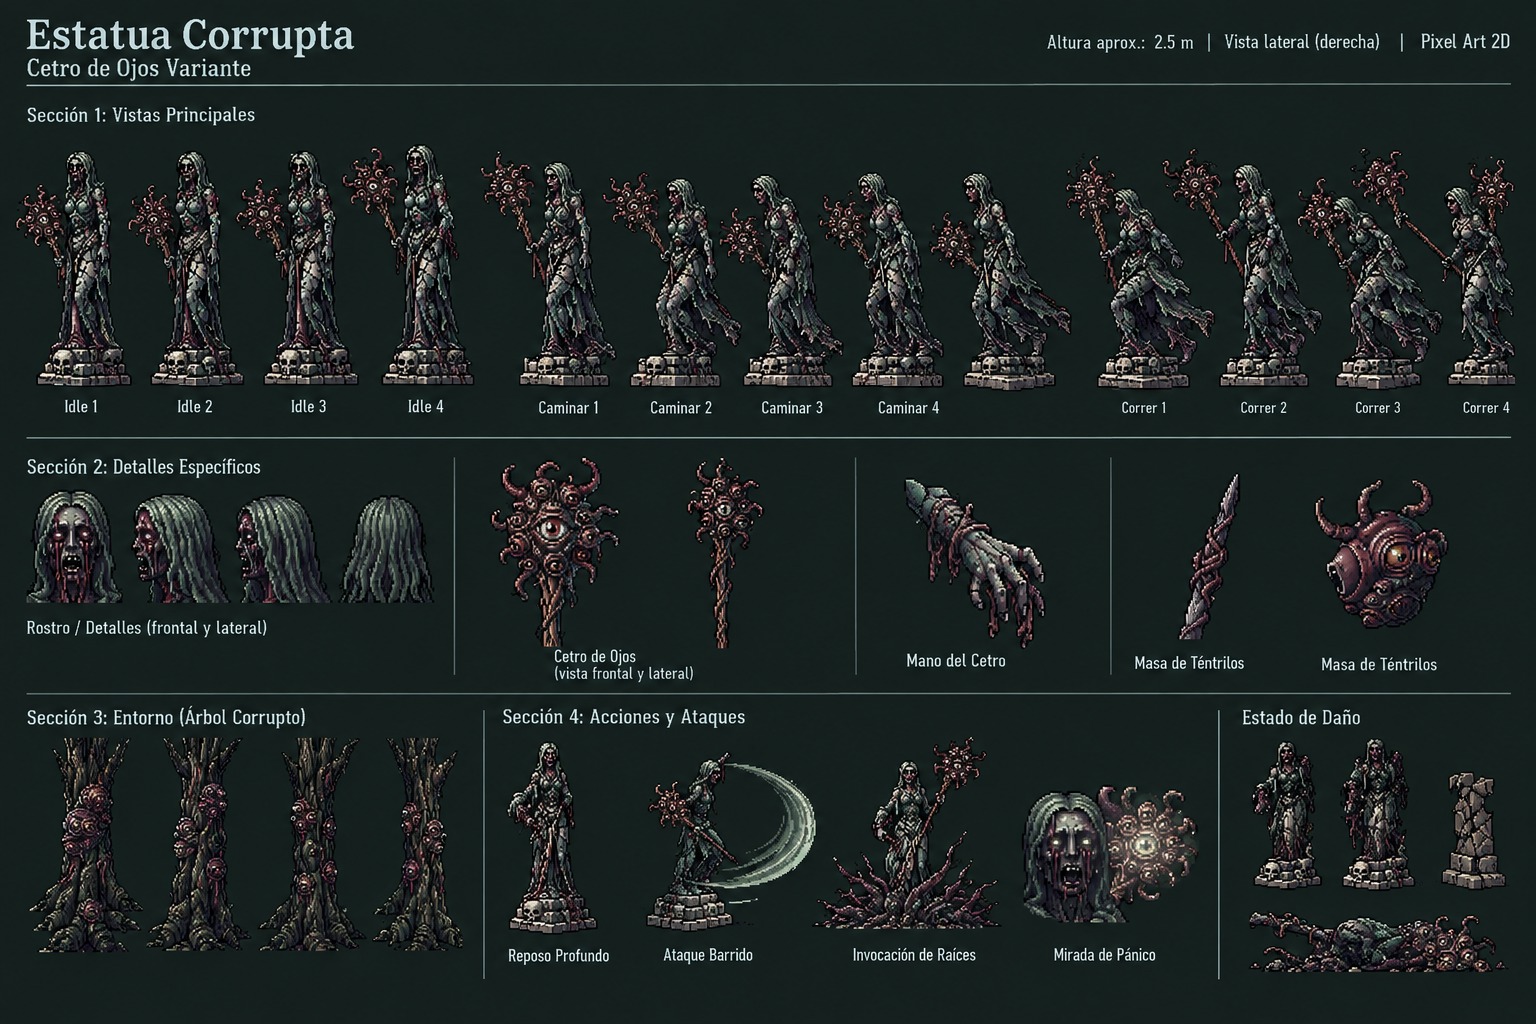 Estatua Corrupta
Cetro de Ojos Variante
Altura aprox.: 2.5 m | Vista lateral (derecha) | Pixel Art 2D
Sección 1: Vistas Principales
Idle 1
Idle 2
Idle 3
Idle 4
Caminar 1
Caminar 2
Caminar 3
Caminar 4
Correr 1
Correr 2
Correr 3
Correr 4
Sección 2: Detalles Específicos
Rostro / Detalles (frontal y lateral)
Cetro de Ojos
(vista frontal y lateral)
Mano del Cetro
Masa de Téntrilos
Masa de Téntrilos
Sección 3: Entorno (Árbol Corrupto)
Sección 4: Acciones y Ataques
Reposo Profundo
Ataque Barrido
Invocación de Raíces
Mirada de Pánico
Estado de Daño